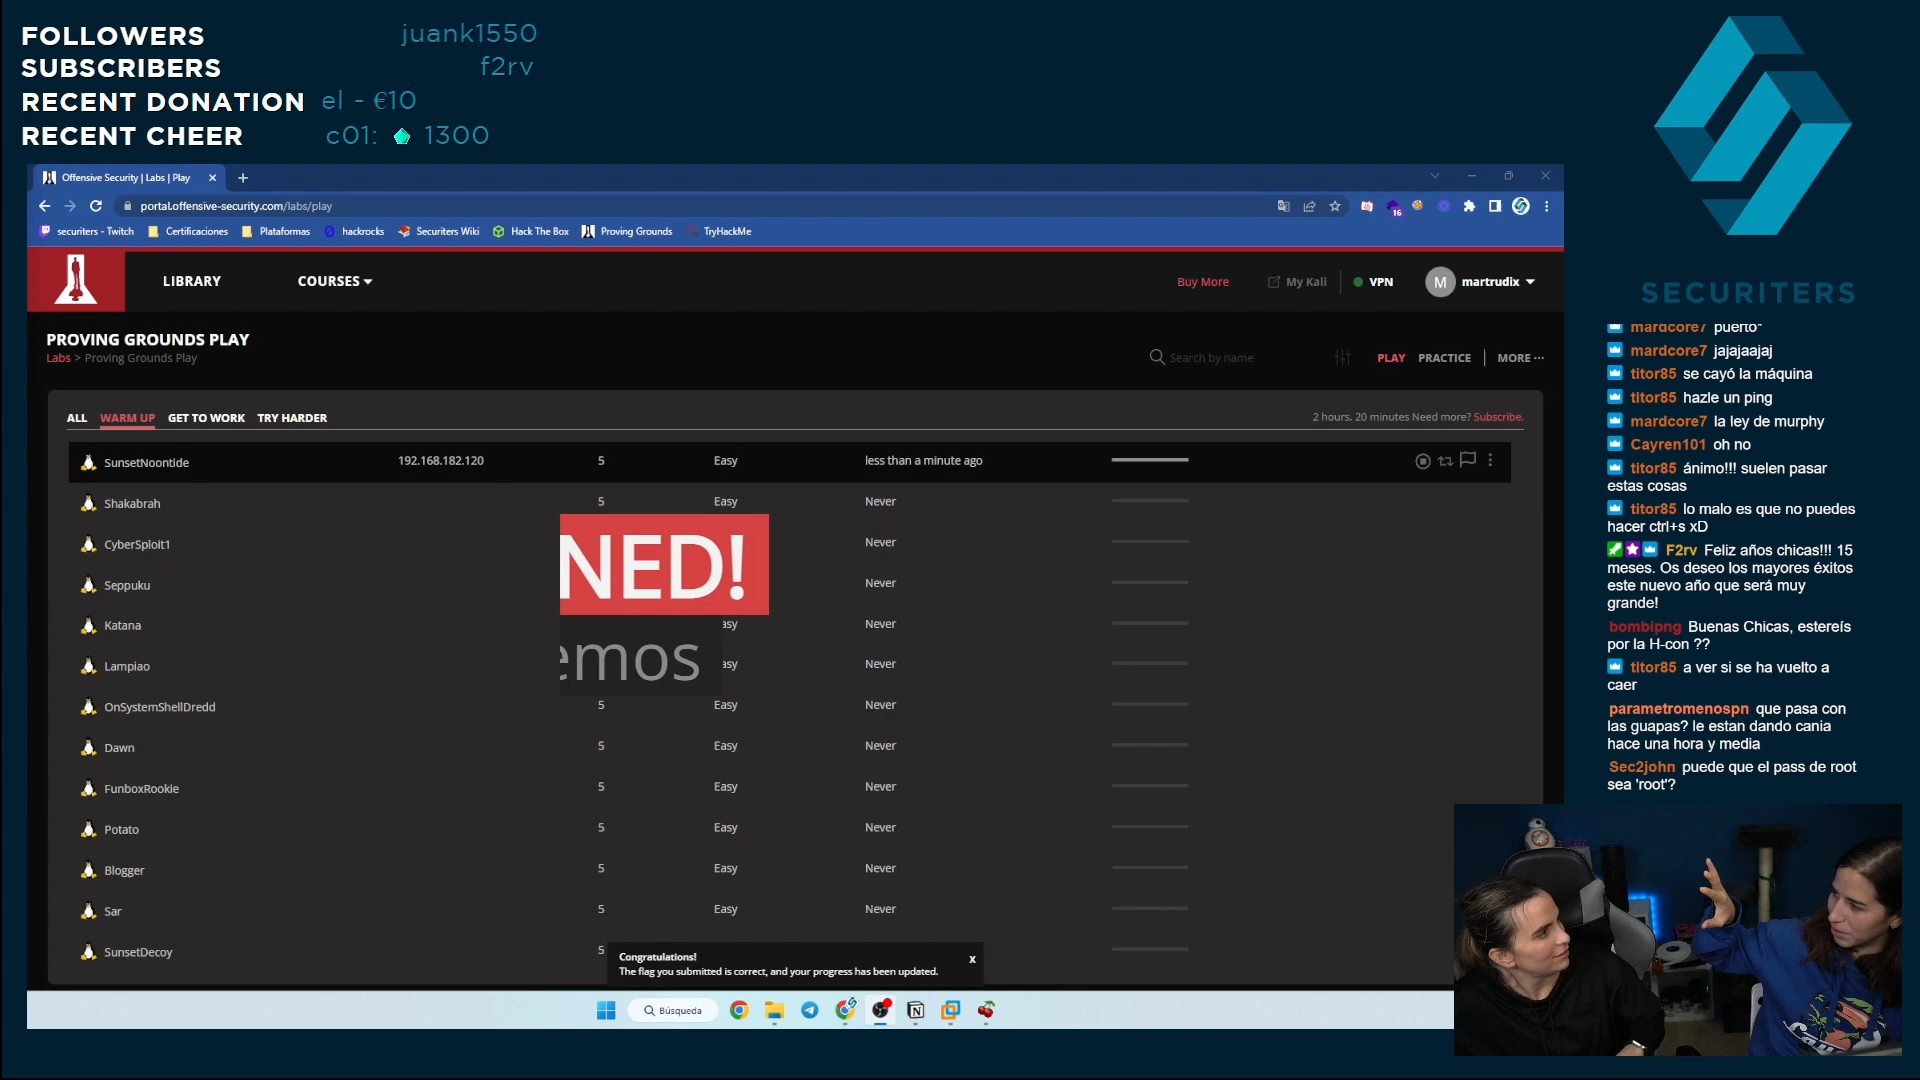 FOLLOWERS juank1550
SUBSCRIBERS f2rv
RECENT DONATION el - €10
RECENT CHEER c01: 1300
Offensive Security | Labs | Play
portal.offensive-security.com/labs/play
16
securiters - Twitch Certificaciones Plataformas hackrocks Securiters Wiki Hack The Box Proving Grounds TryHackMe
LIBRARY COURSES Buy More My Kali VPN M martrudix
PROVING GROUNDS PLAY
Labs > Proving Grounds Play
Search by name PLAY PRACTICE MORE
ALL WARM UP GET TO WORK TRY HARDER 2 hours, 20 minutes Need more? Subscribe.
SunsetNoontide 192.168.182.120 5 Easy less than a minute ago
Shakabrah 5 Easy Never
CyberSploit1 Never
Seppuku Never
Katana asy Never
Lampiao asy Never
OnSystemShellDredd 5 Easy Never
Dawn 5 Easy Never
FunboxRookie 5 Easy Never
Potato 5 Easy Never
Blogger 5 Easy Never
Sar 5 Easy Never
SunsetDecoy 5
NED!
emos
Congratulations! x
The flag you submitted is correct, and your progress has been updated.
Búsqueda
SECURITERS
mardcore7 puerto*
mardcore7 jajajaajaj
titor85 se cayó la máquina
titor85 hazle un ping
mardcore7 la ley de murphy
Cayren101 oh no
titor85 ánimo!!! suelen pasar
estas cosas
titor85 lo malo es que no puedes
hacer ctrl+s xD
F2rv Feliz años chicas!!! 15
meses. Os deseo los mayores éxitos
este nuevo año que será muy
grande!
bombipng Buenas Chicas, estereís
por la H-con ??
titor85 a ver si se ha vuelto a
caer
parametromenospn que pasa con
las guapas? le estan dando cania
hace una hora y media
Sec2john puede que el pass de root
sea 'root'?